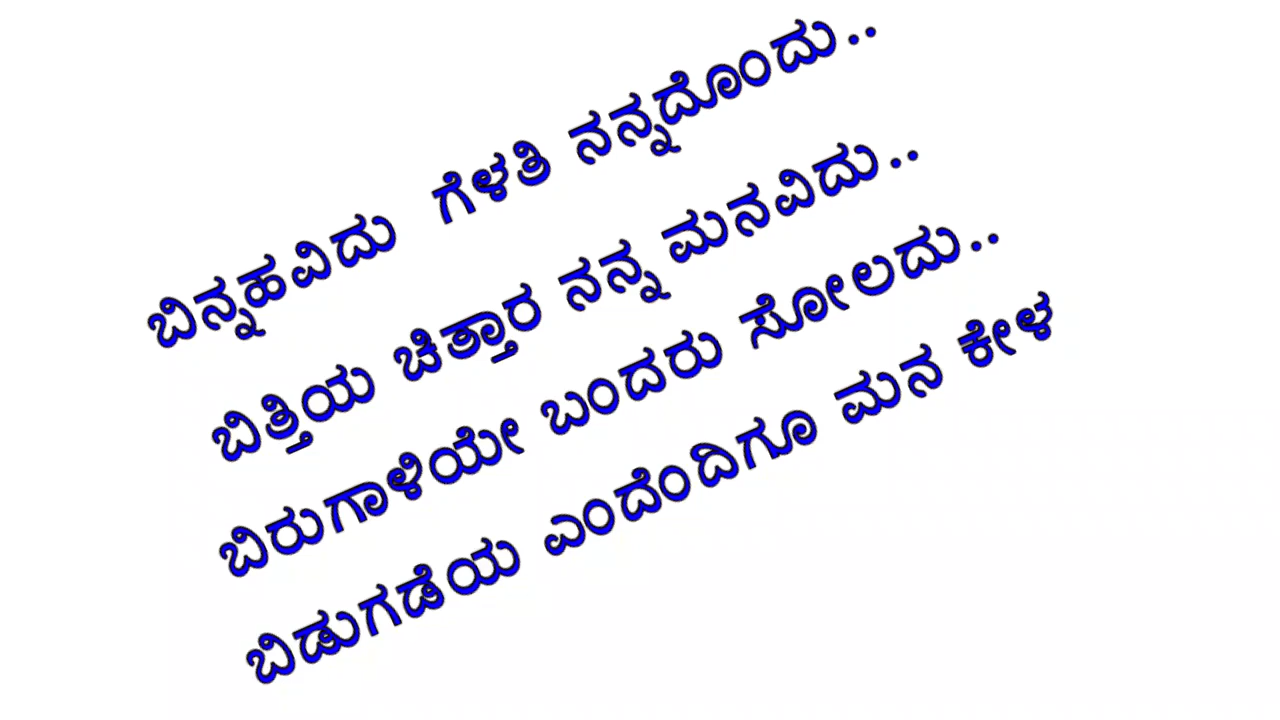 ಬಿನ್ನಹವಿದು ಗೆಳತಿ ನನ್ನದೊಂದು..
ಬಿತ್ತಿಯ ಚಿತ್ತಾರ ನನ್ನ ಮನವಿದು..
ಬಿರುಗಾಳಿಯೇ ಬಂದರು ಸೋಲದು..
ಬಿಡುಗಡೆಯ ಎಂದೆಂದಿಗೂ ಮನ ಕೇಳ